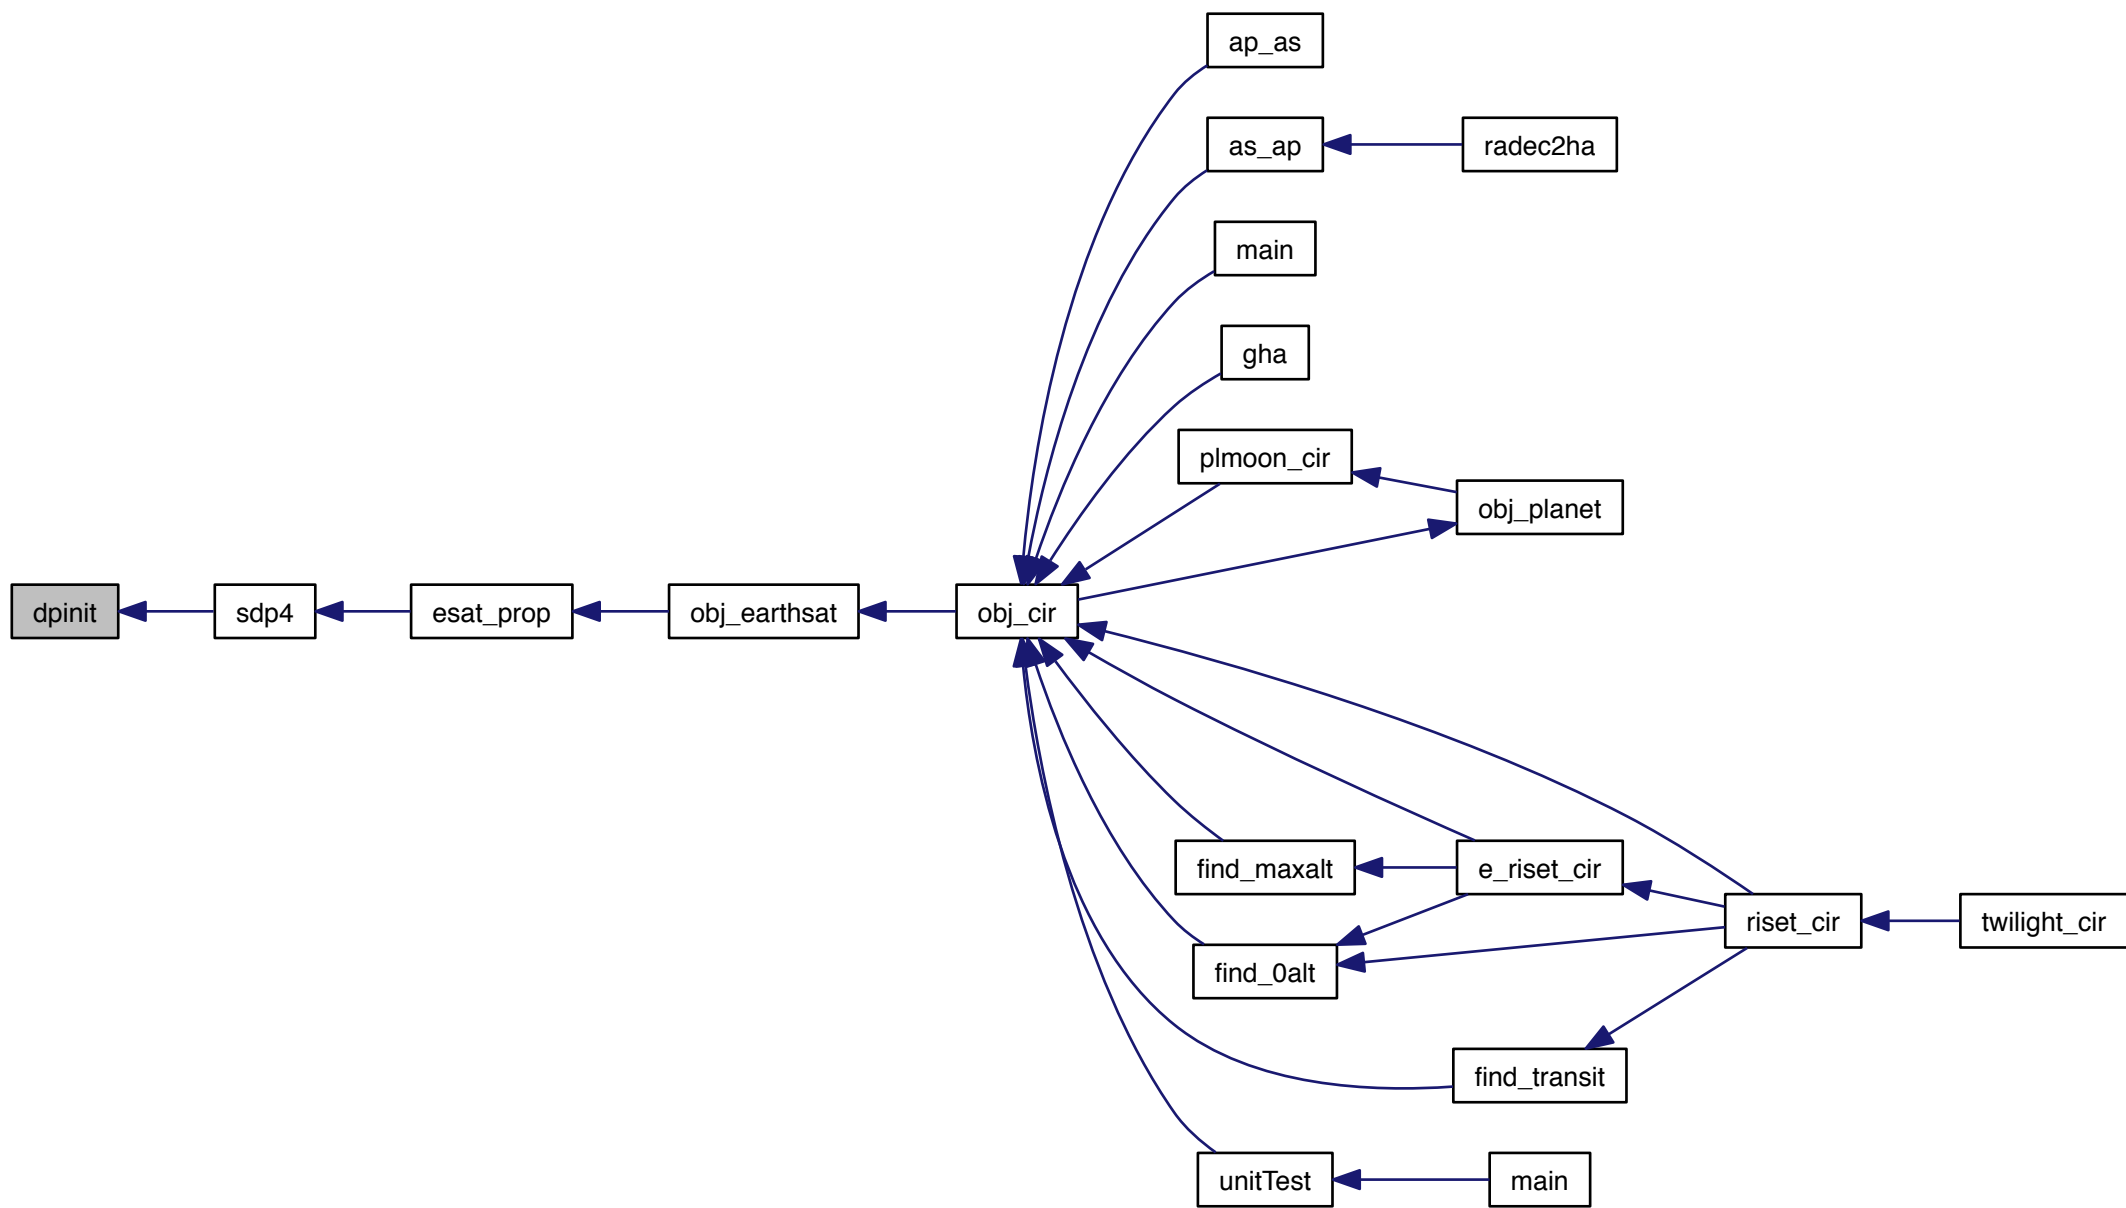 ap_as
as_ap
radec2ha
main
gha
plmoon_cir
obj_planet
dpinit
sdp4
esat_prop
obj_earthsat
obj_cir
find_maxalt
e_riset_cir
riset_cir
twilight_cir
find_0alt
find_transit
unitTest
main